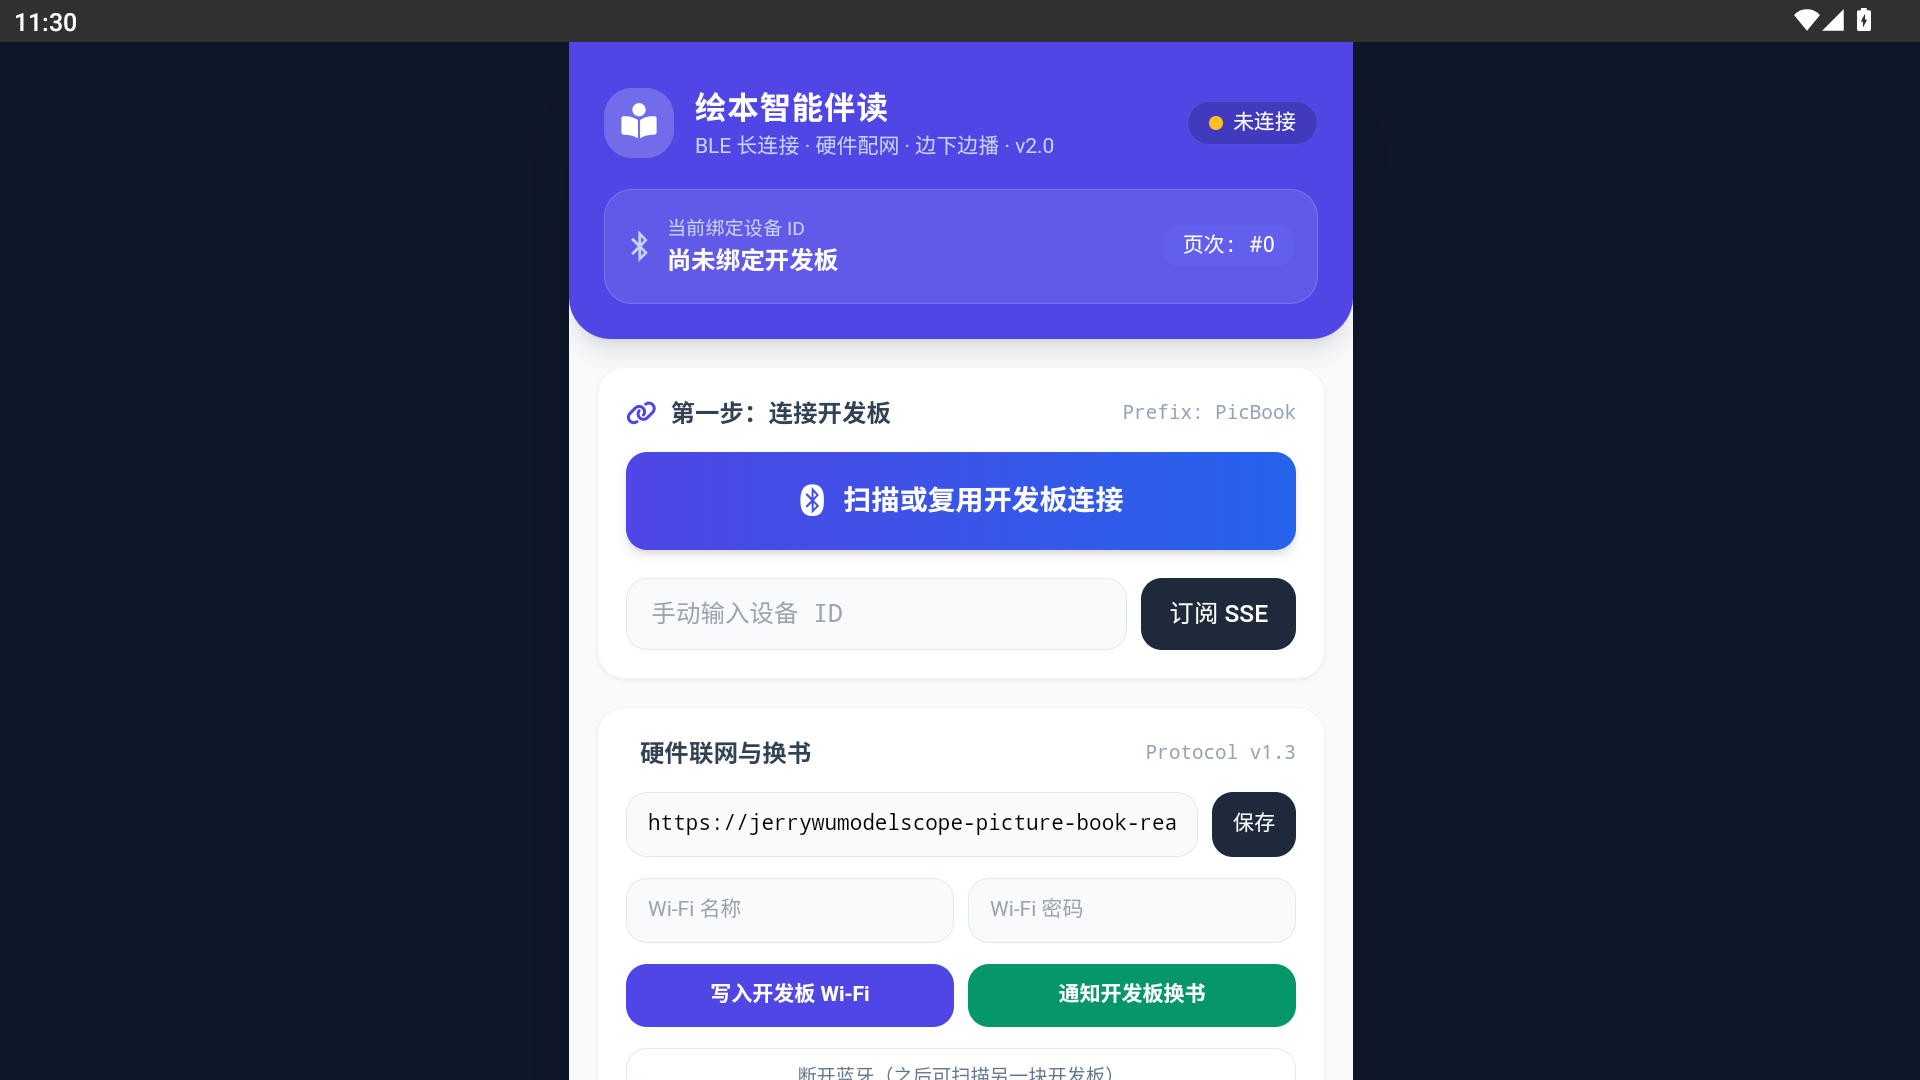 11:30
绘本智能伴读
BLE 长连接 · 硬件配网 · 边下边播 · v2.0
未连接
当前绑定设备 ID
尚未绑定开发板
页次: #0
第一步：连接开发板
Prefix: PicBook
扫描或复用开发板连接
手动输入设备 ID
订阅 SSE
硬件联网与换书
Protocol v1.3
https://jerrywumodelscope-picture-book-rea
保存
Wi-Fi 名称
Wi-Fi 密码
写入开发板 Wi-Fi
通知开发板换书
断开蓝牙（之后可扫描另一块开发板）